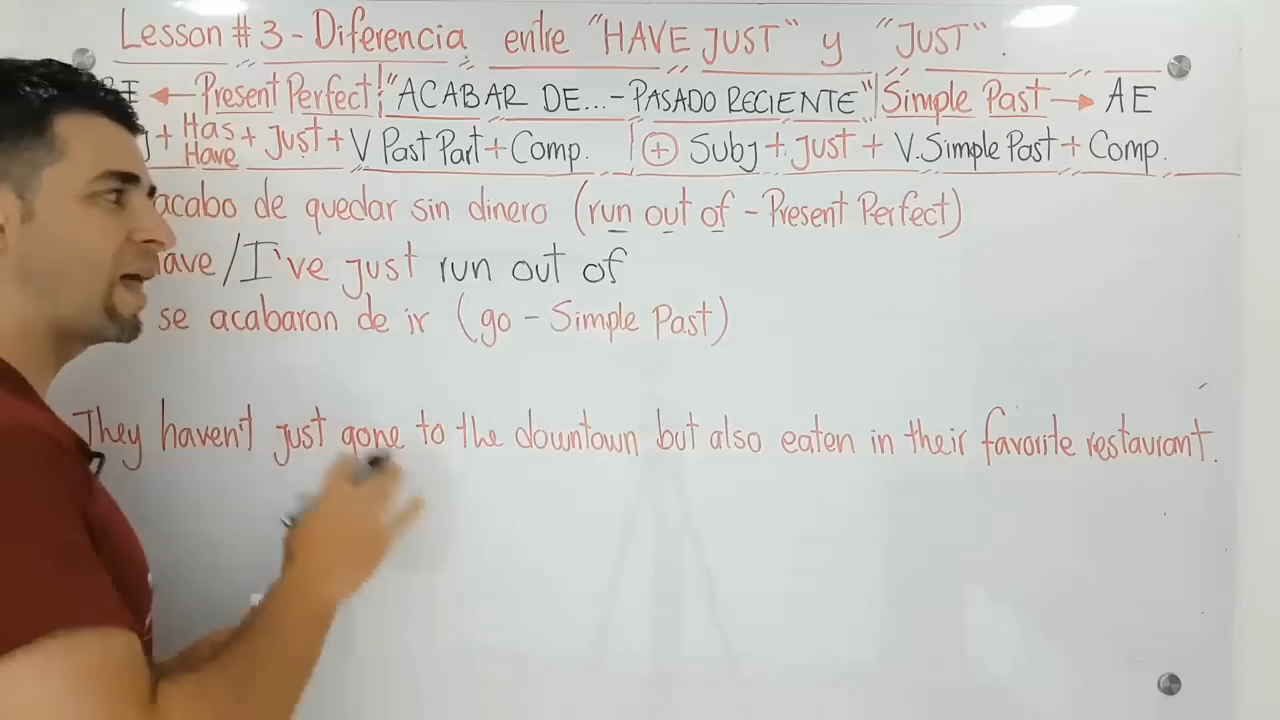 Lesson # 3 - Diferencia entre "HAVE JUST" y "JUST".
← Present Perfect "ACABAR DE...-PASADO RECIENTE" Simple Past → AE
+ Has Have + Just + V Past Part + Comp. (+) Subj + Just + V. Simple Past + Comp.
acabo de quedar sin dinero (run out of - Present Perfect)
/I've just run out of
se acabaron de ir (go - Simple Past)
They haven't just gone to the downtown but also eaten in their favorite restaurant.